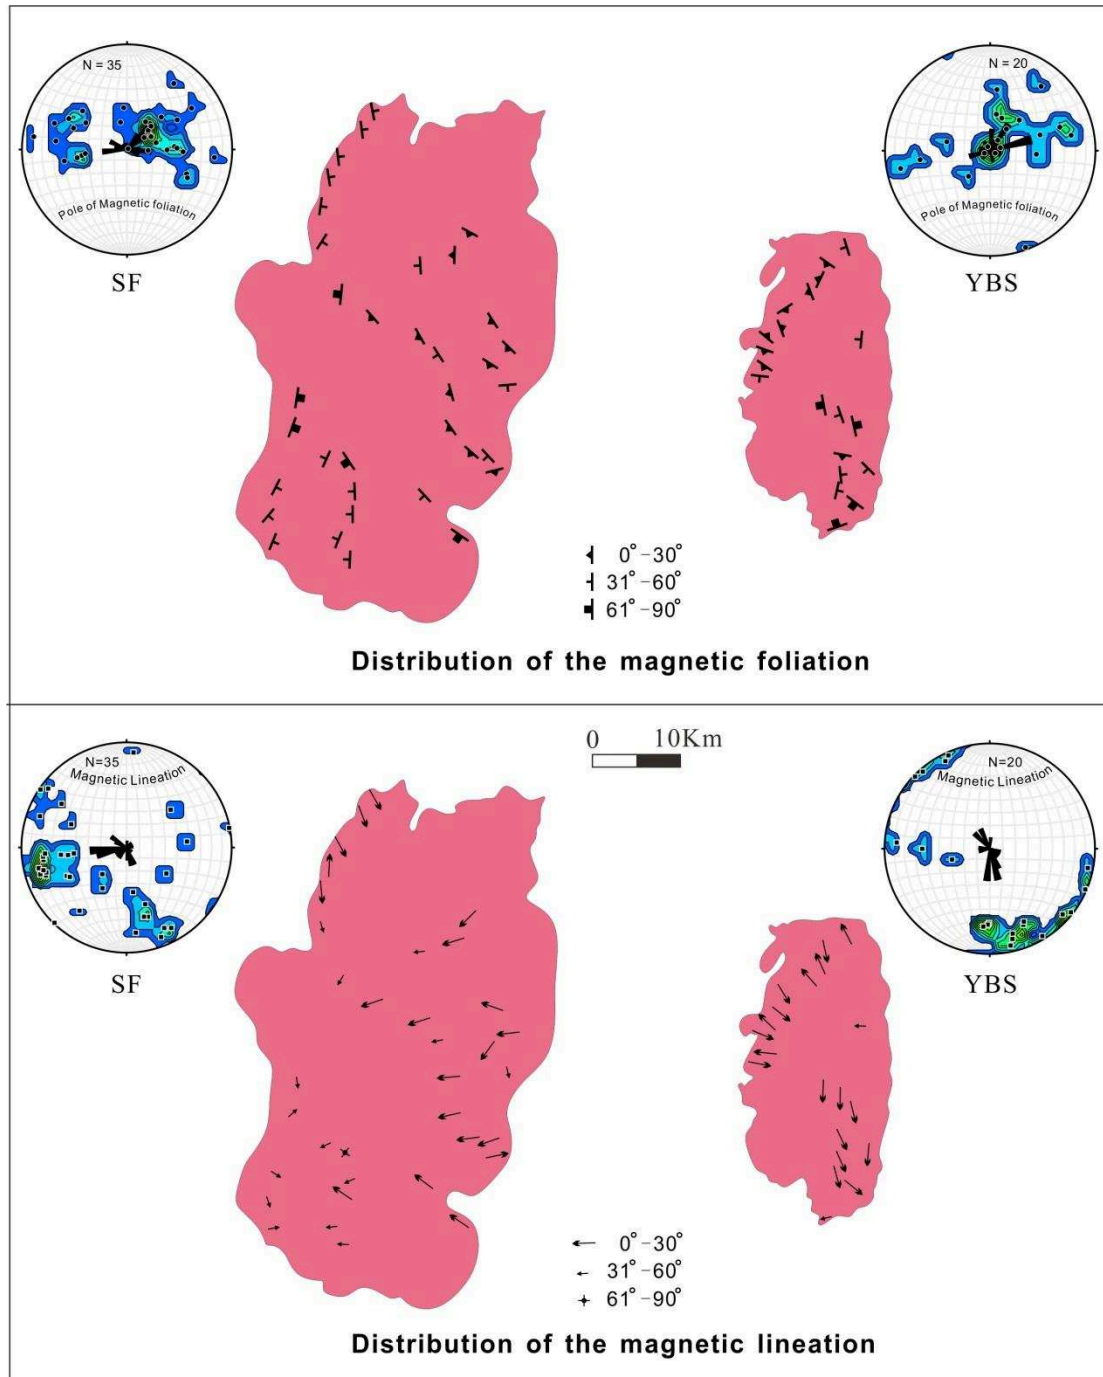 N = 35
Pole of Magnetic foliation
SF
N = 20
Pole of Magnetic foliation
YBS
0°-30°
31°-60°
61°-90°
Distribution of the magnetic foliation
0 10Km
N=35
Magnetic Lineation
SF
N=20
Magnetic Lineation
YBS
0°-30°
31°-60°
61°-90°
Distribution of the magnetic lineation